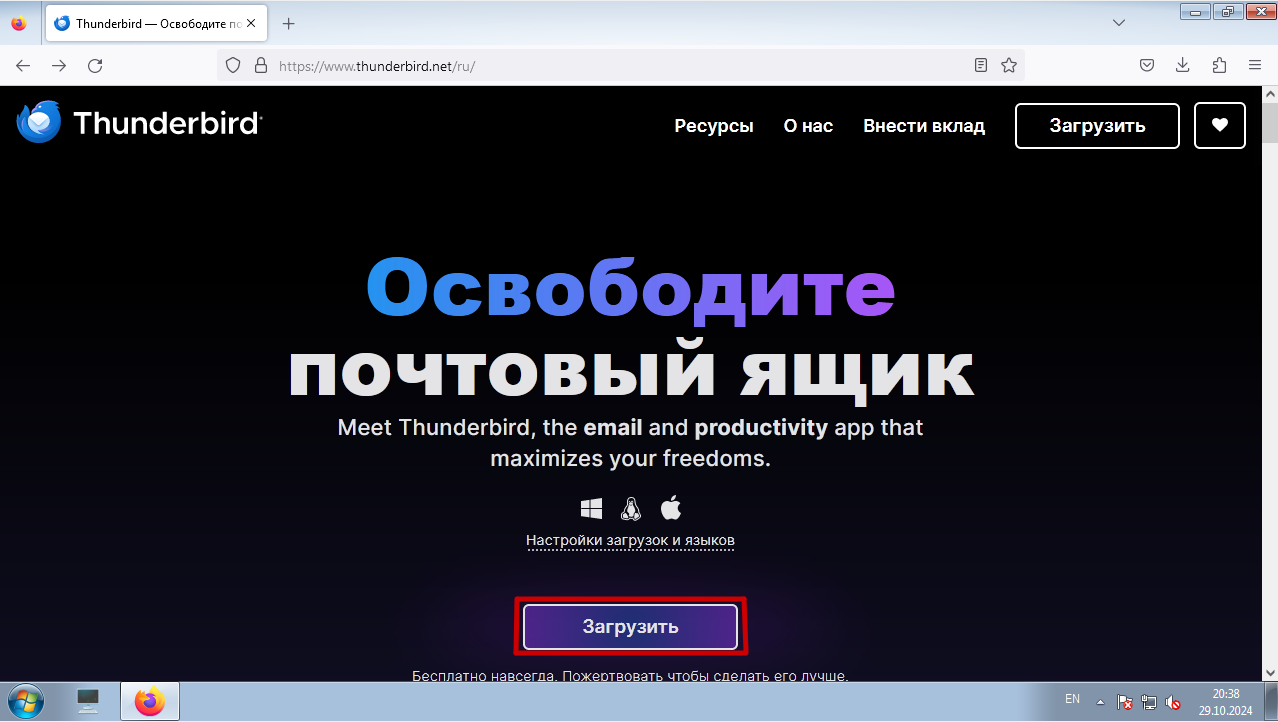 Thunderbird — Освободите по
https://www.thunderbird.net/ru/
Thunderbird
Ресурсы О нас Внести вклад Загрузить
Освободите
почтовый ящик
Meet Thunderbird, the email and productivity app that
maximizes your freedoms.
Настройки загрузок и языков
Загрузить
Бесплатно навсегда. Пожертвовать чтобы сделать его лучше.
EN
20:38
29.10.2024